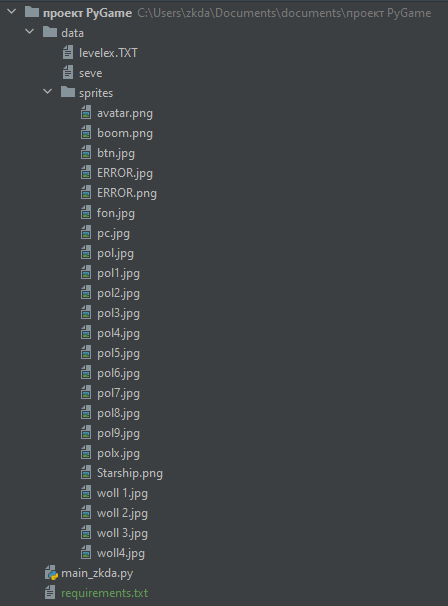 проект PyGame C:\Users\zkda\Documents\documents\проект PyGame
data
levelex.TXT
seve
sprites
avatar.png
boom.png
btn.jpg
ERROR.jpg
ERROR.png
fon.jpg
pc.jpg
pol.jpg
pol1.jpg
pol2.jpg
pol3.jpg
pol4.jpg
pol5.jpg
pol6.jpg
pol7.jpg
pol8.jpg
pol9.jpg
polx.jpg
Starship.png
woll 1.jpg
woll 2.jpg
woll 3.jpg
woll4.jpg
main_zkda.py
requirements.txt